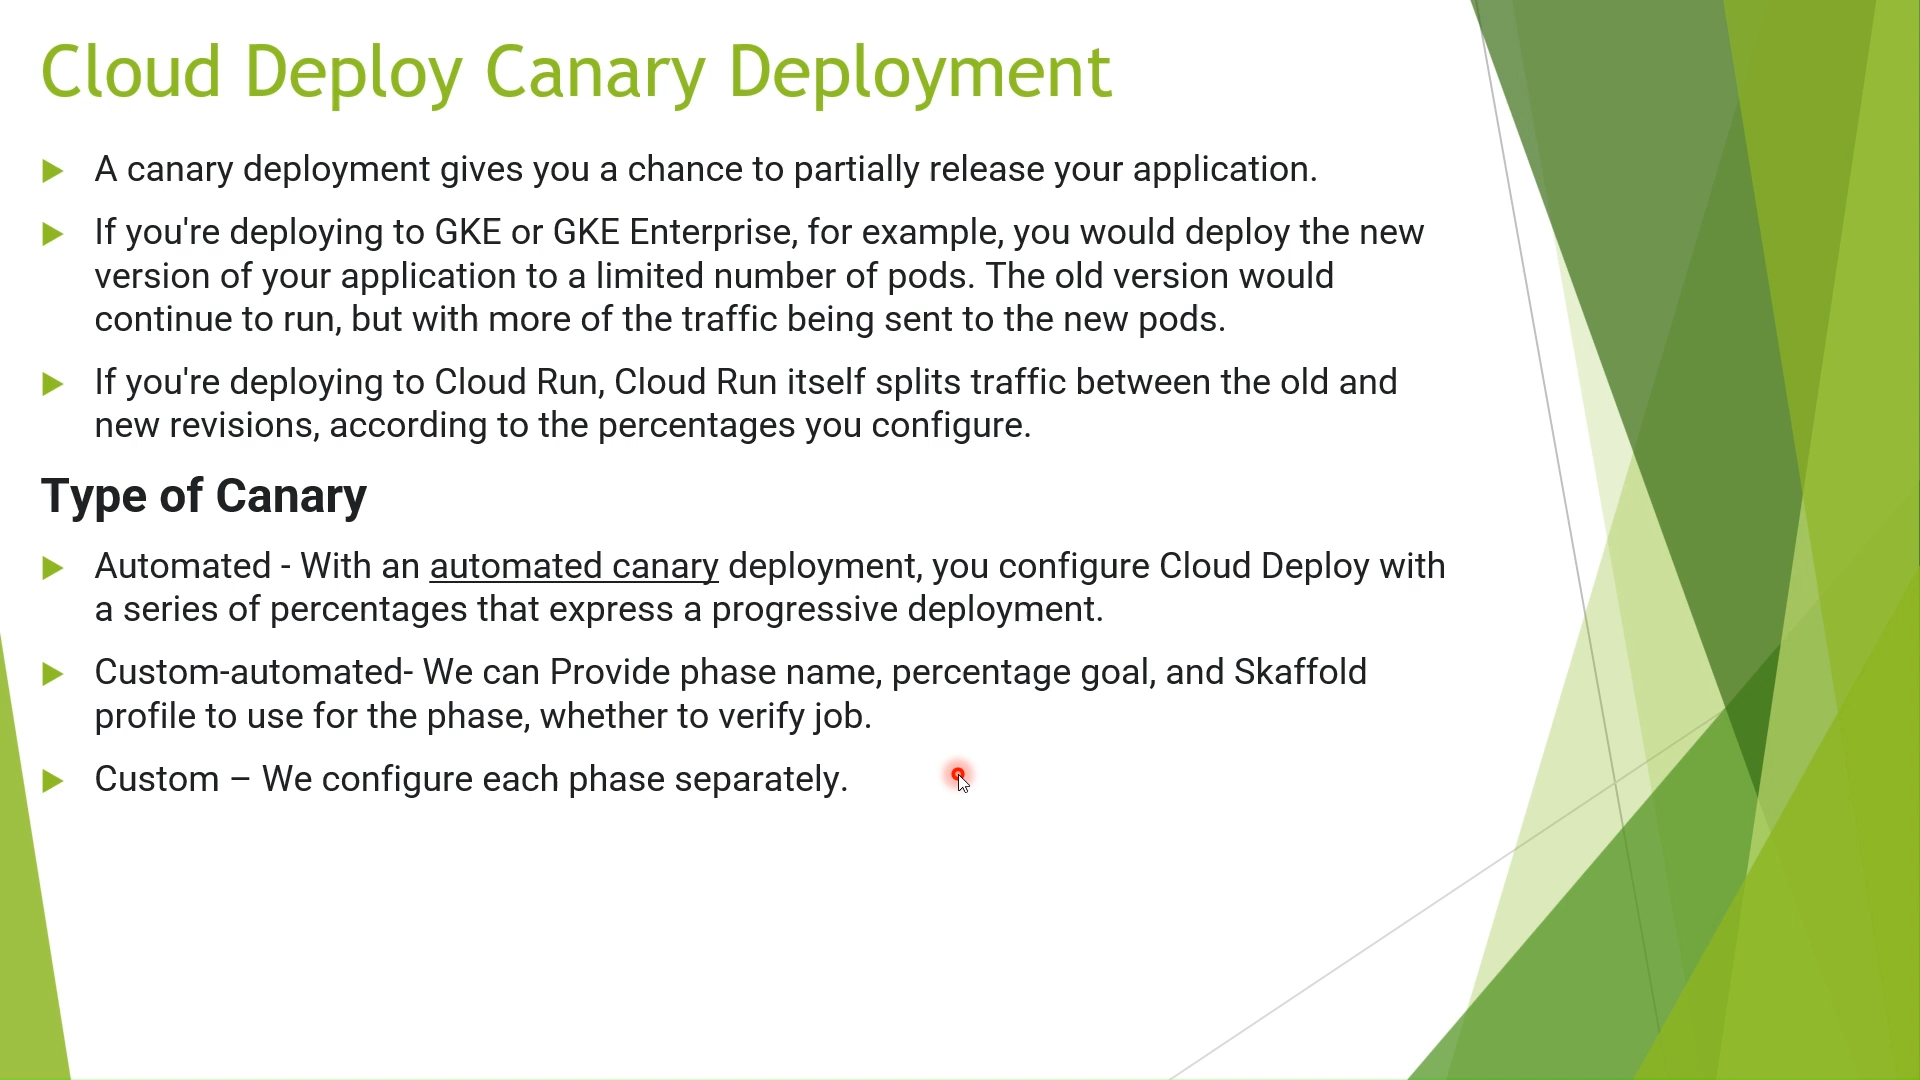 Cloud Deploy Canary Deployment
A canary deployment gives you a chance to partially release your application.
If you're deploying to GKE or GKE Enterprise, for example, you would deploy the new
version of your application to a limited number of pods. The old version would
continue to run, but with more of the traffic being sent to the new pods.
If you're deploying to Cloud Run, Cloud Run itself splits traffic between the old and
new revisions, according to the percentages you configure.
Type of Canary
Automated - With an automated canary deployment, you configure Cloud Deploy with
a series of percentages that express a progressive deployment.
Custom-automated- We can Provide phase name, percentage goal, and Skaffold
profile to use for the phase, whether to verify job.
Custom – We configure each phase separately.